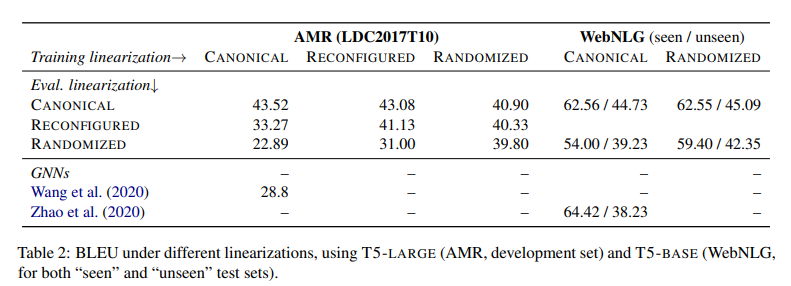 AMR (LDC2017T10) WebNLG (seen / unseen)
Training linearization→ CANONICAL RECONFIGURED RANDOMIZED CANONICAL RANDOMIZED
Eval. linearization↓
CANONICAL 43.52 43.08 40.90 62.56 / 44.73 62.55 / 45.09
RECONFIGURED 33.27 41.13 40.33
RANDOMIZED 22.89 31.00 39.80 54.00 / 39.23 59.40 / 42.35
GNNs – – – – –
Wang et al. (2020) 28.8 – – – –
Zhao et al. (2020) – – – 64.42 / 38.23 –
Table 2: BLEU under different linearizations, using T5-LARGE (AMR, development set) and T5-BASE (WebNLG,
for both “seen” and “unseen” test sets).